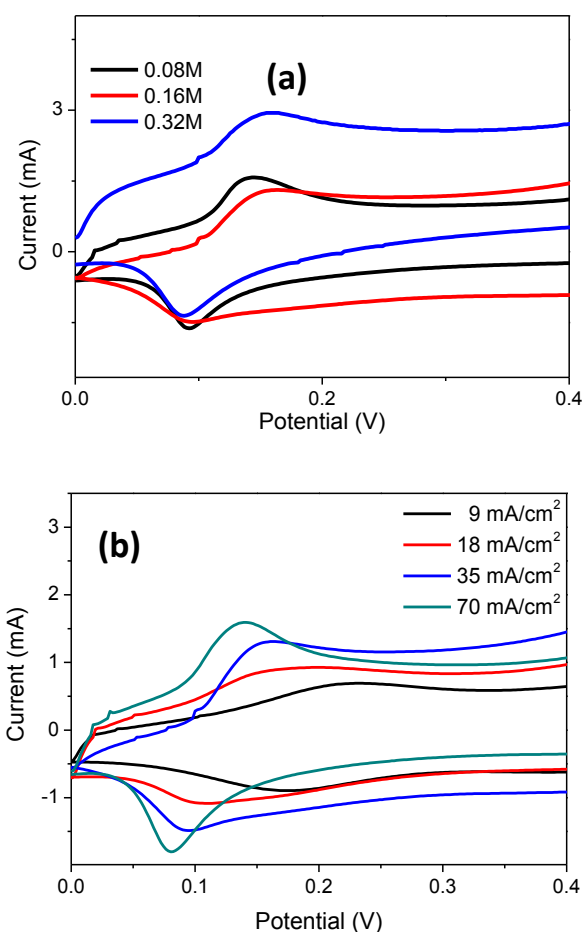 (a)
0.08M
0.16M
0.32M
3
0
Current (mA)
0.0
0.2
0.4
Potential (V)
(b)
9 mA/cm²
18 mA/cm²
35 mA/cm²
70 mA/cm²
3
2
1
0
-1
Current (mA)
0.0
0.1
0.2
0.3
0.4
Potential (V)